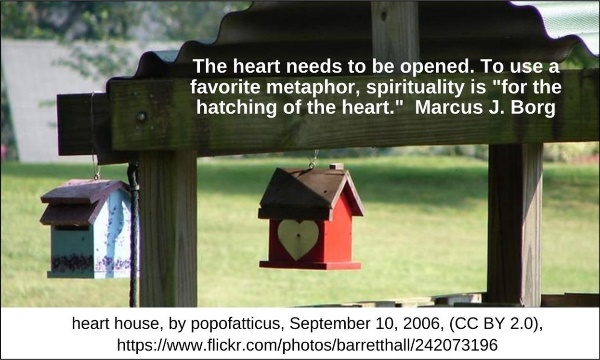 The heart needs to be opened. To use a
favorite metaphor, spirituality is "for the
hatching of the heart."  Marcus J. Borg
heart house, by popofatticus, September 10, 2006, (CC BY 2.0),
https://www.flickr.com/photos/barretthall/242073196